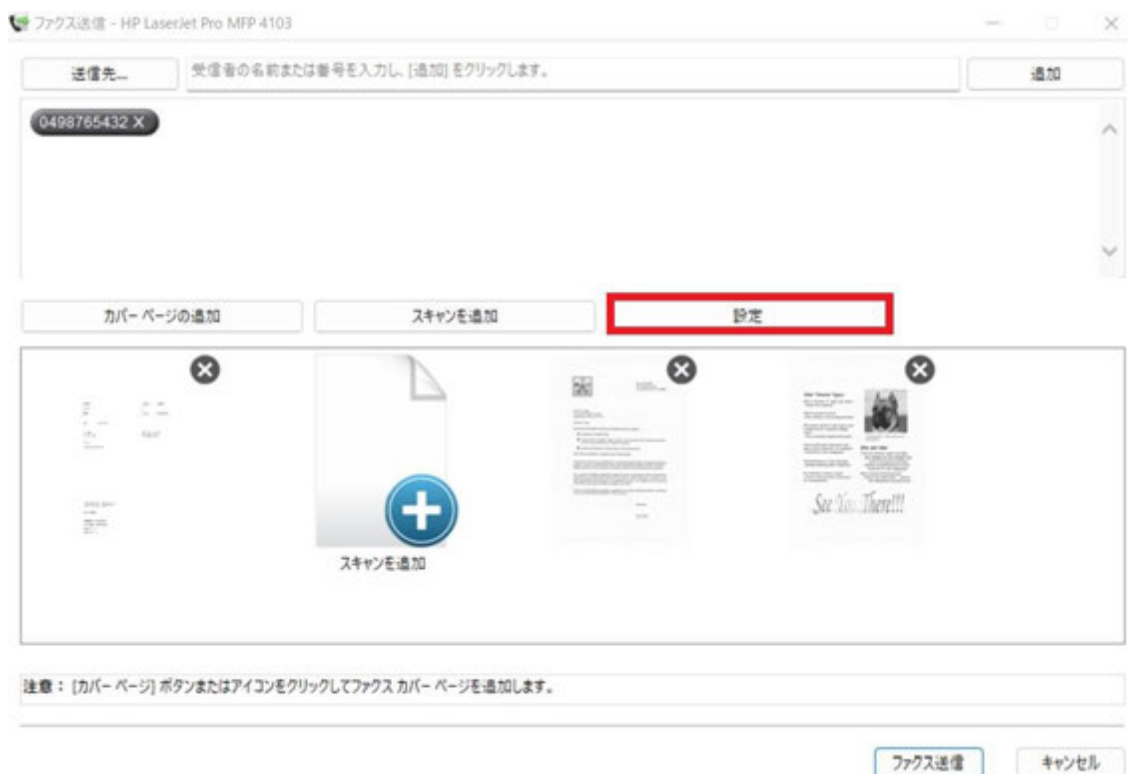 ファクス送信 - HP LaserJet Pro MFP 4103
送信先... 受信者の名前または番号を入力し、[追加] をクリックします。 追加
0498765432 X
カバー ページの追加 スキャンを追加 設定
See You There!!!
スキャンを追加
注意： [カバー ページ] ボタンまたはアイコンをクリックしてファクス カバー ページを追加します。
ファクス送信 キャンセル